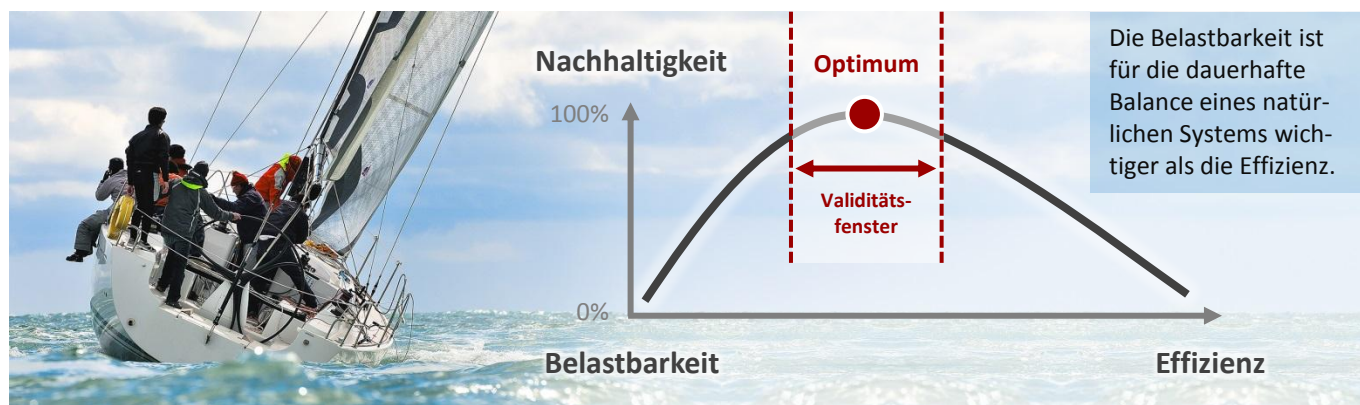 Nachhaltigkeit
Optimum
100%
Validitäts-
fenster
0%
Belastbarkeit
Effizienz
Die Belastbarkeit ist
für die dauerhafte
Balance eines natür-
lichen Systems wich-
tiger als die Effizienz.